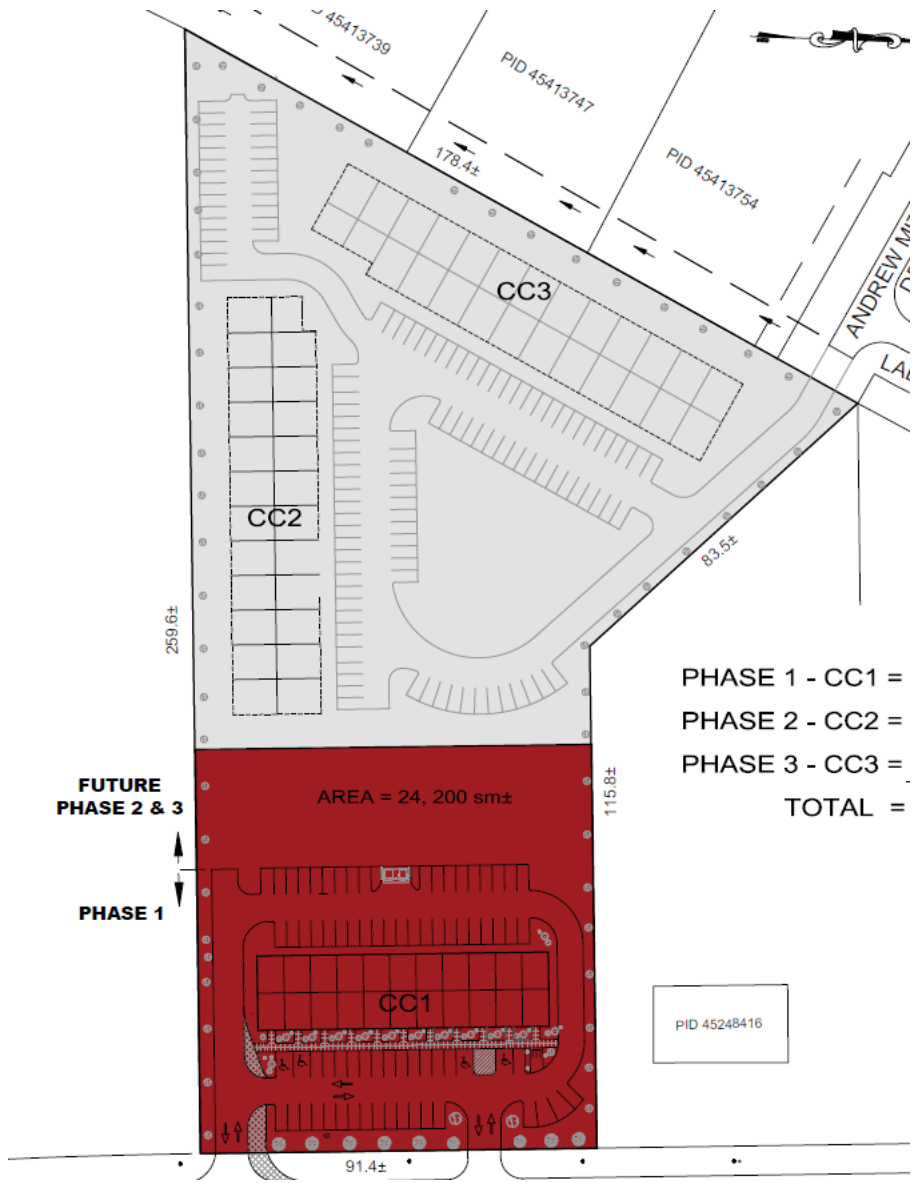 PID 45413739
PID 45413747
178.4±
PID 45413754
ANDREW
CC3
CC2
83.5±
259.6±
PHASE 1 - CC1 =
PHASE 2 - CC2 =
PHASE 3 - CC3 =
TOTAL =
FUTURE
PHASE 2 & 3
AREA = 24, 200 sm±
115.8±
PHASE 1
CC1
PID 45248416
91.4±